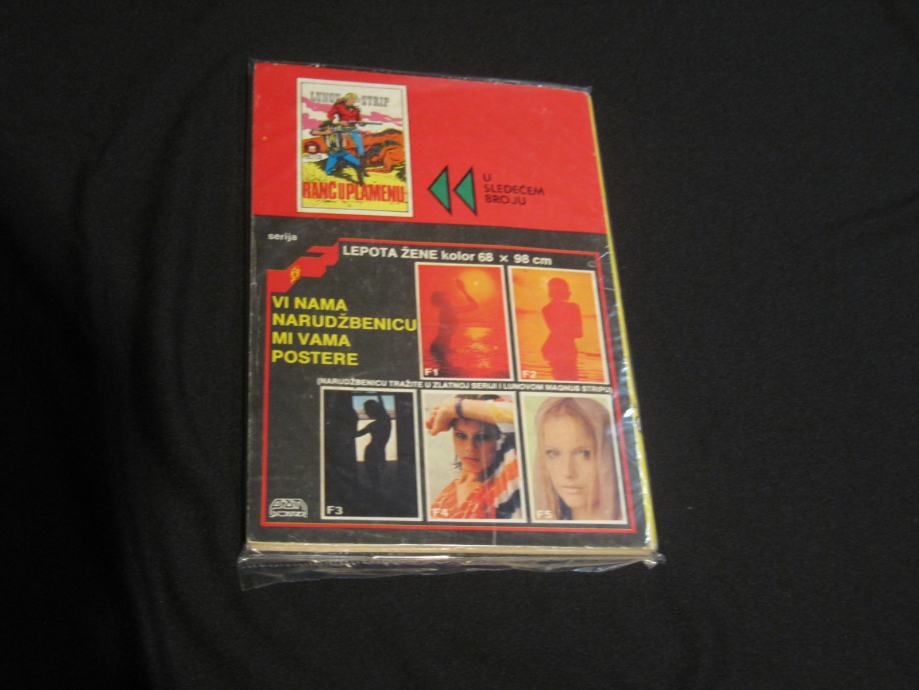 LUNOV STRIP
RANČ U PLAMENU
U
SLEDEĆEM
BROJU
serija
LEPOTA ŽENE kolor 68 × 98 cm
VI NAMA
NARUDŽBENICU
MI VAMA
POSTERE
F1
F2
(NARUDŽBENICU TRAŽITE U ZLATNOJ SERIJI I LUNOVOM MAGNUS STRIPU)
F3
F4
F5